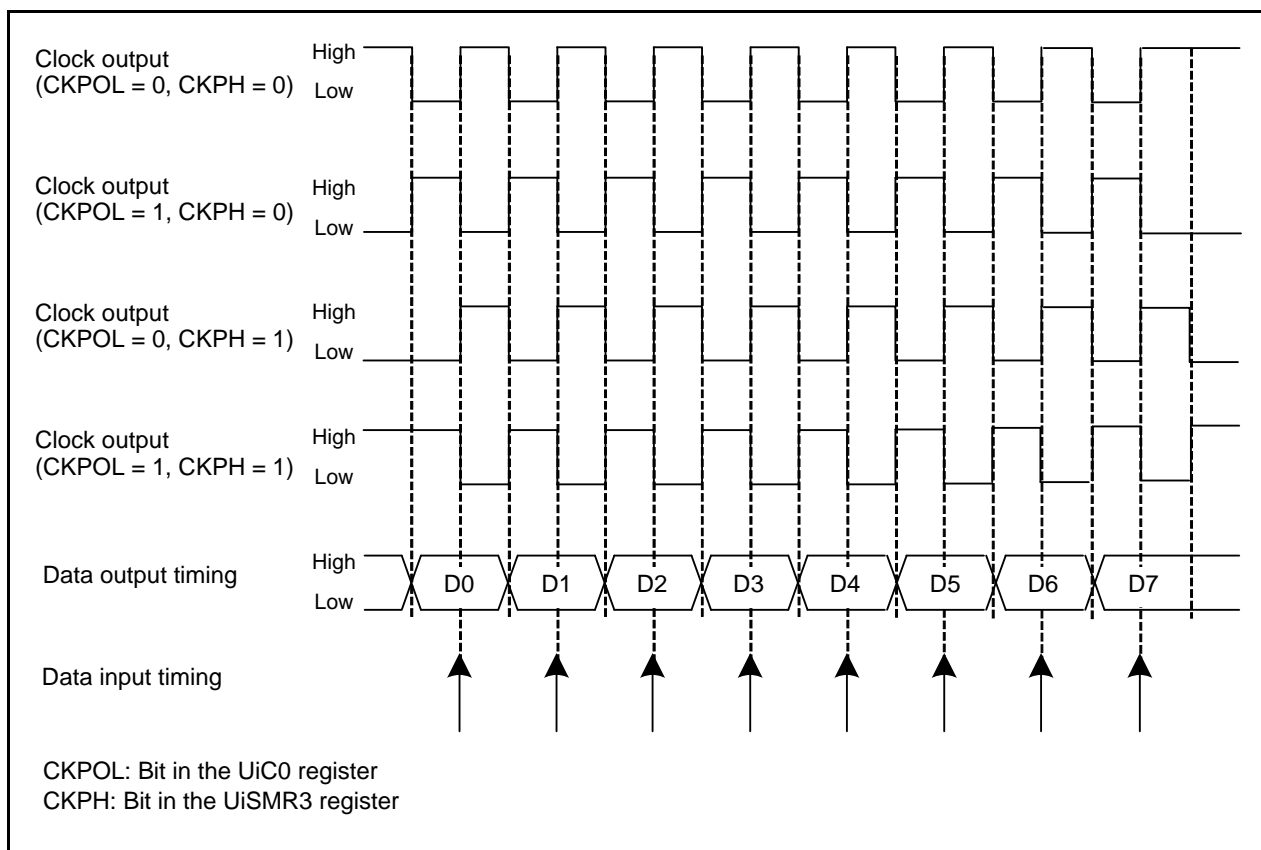 Clock output
(CKPOL = 0, CKPH = 0)
High
Low
Clock output
(CKPOL = 1, CKPH = 0)
High
Low
Clock output
(CKPOL = 0, CKPH = 1)
High
Low
Clock output
(CKPOL = 1, CKPH = 1)
High
Low
Data output timing
High
Low
D0 D1 D2 D3 D4 D5 D6 D7
Data input timing
CKPOL: Bit in the UiC0 register
CKPH: Bit in the UiSMR3 register